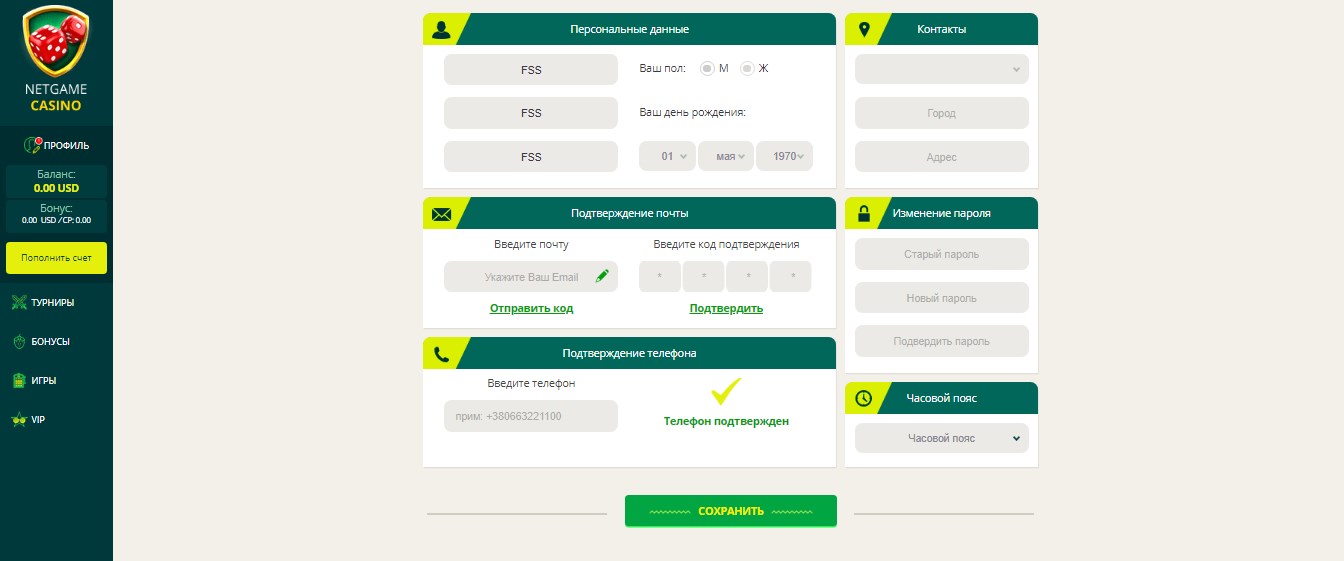 NETGAME
CASINO
ПРОФИЛЬ
Баланс:
0.00 USD
Бонус:
0.00 USD /CP: 0.00
Пополнить счет
ТУРНИРЫ
БОНУСЫ
ИГРЫ
VIP
Персональные данные
FSS
Ваш пол: М Ж
FSS
Ваш день рождения:
FSS
01 мая 1970
Контакты
Город
Адрес
Подтверждение почты
Введите почту
Введите код подтверждения
Укажите Ваш Email
* * * *
Отправить код
Подтвердить
Изменение пароля
Старый пароль
Новый пароль
Подвердить пароль
Подтверждение телефона
Введите телефон
прим: +380663221100
Телефон подтвержден
Часовой пояс
Часовой пояс
СОХРАНИТЬ